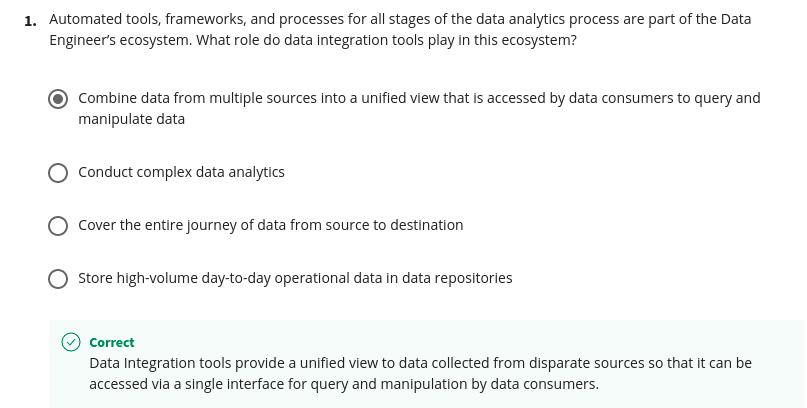 1. Automated tools, frameworks, and processes for all stages of the data analytics process are part of the Data
Engineer's ecosystem. What role do data integration tools play in this ecosystem?
Combine data from multiple sources into a unified view that is accessed by data consumers to query and
manipulate data
Conduct complex data analytics
Cover the entire journey of data from source to destination
Store high-volume day-to-day operational data in data repositories
Correct
Data Integration tools provide a unified view to data collected from disparate sources so that it can be
accessed via a single interface for query and manipulation by data consumers.